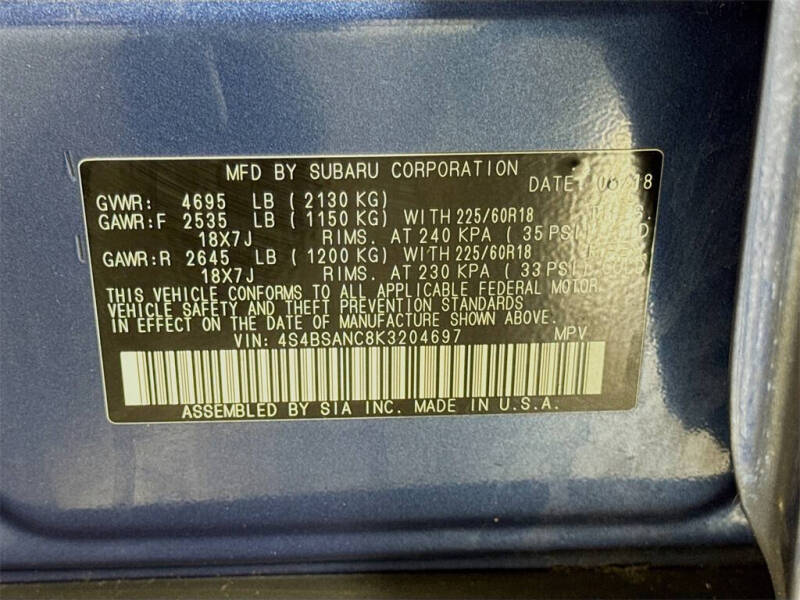 MFD BY SUBARU CORPORATION
DATE: /18
GVWR: 4695 LB ( 2130 KG)
GAWR:F 2535 LB ( 1150 KG) WITH 225/60R18
18X7J RIMS. AT 240 KPA ( 35 PSI)
GAWR:R 2645 LB ( 1200 KG) WITH 225/60R18
18X7J RIMS. AT 230 KPA ( 33 PSI) COLD
THIS VEHICLE CONFORMS TO ALL APPLICABLE FEDERAL MOTOR
VEHICLE SAFETY AND THEFT PREVENTION STANDARDS
IN EFFECT ON THE DATE OF MANUFACTURE SHOWN ABOVE.
VIN: 4S4BSANC8K3204697 MPV
ASSEMBLED BY SIA INC. MADE IN U.S.A.